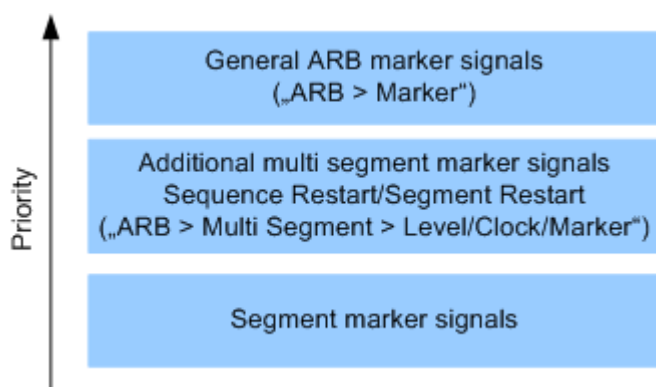 Priority
General ARB marker signals
(„ARB > Marker“)
Additional multi segment marker signals
Sequence Restart/Segment Restart
(„ARB > Multi Segment > Level/Clock/Marker“)
Segment marker signals